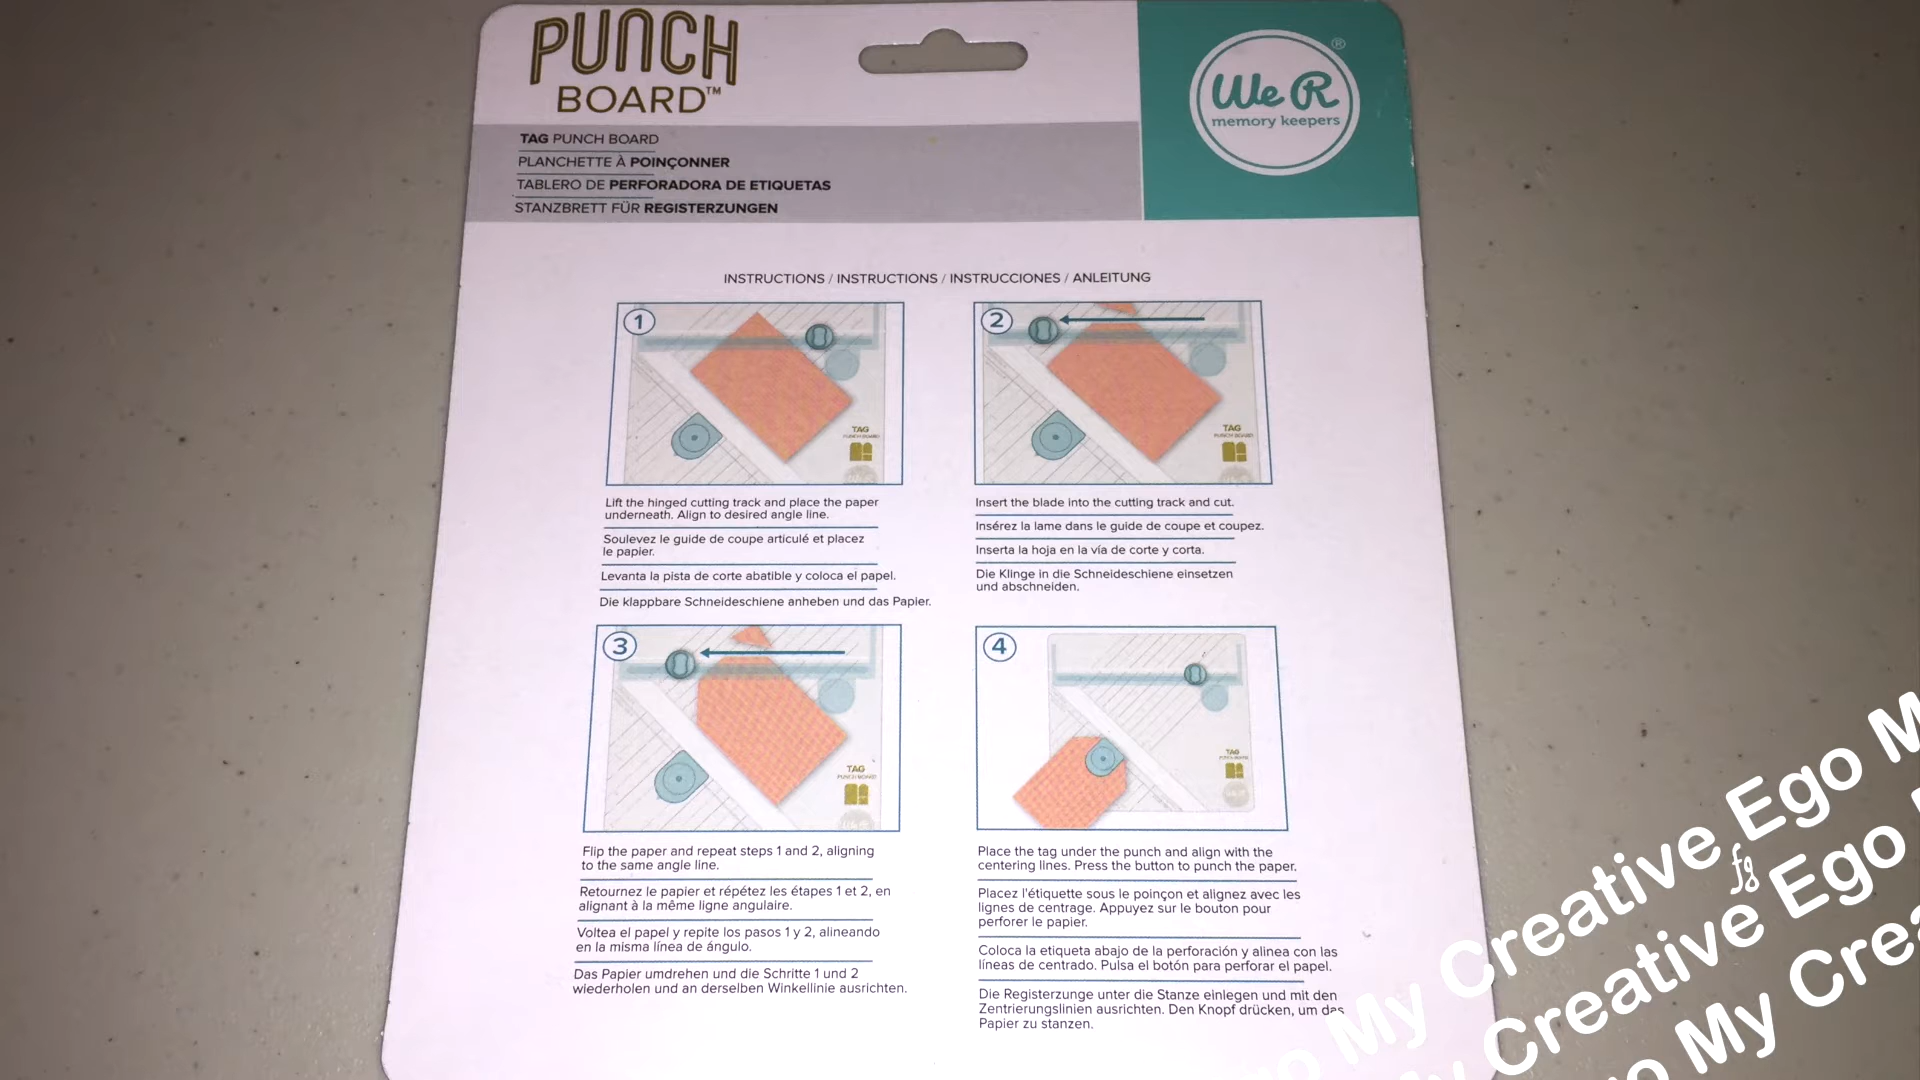 PUNCH
BOARD™
We R®
memory keepers
TAG PUNCH BOARD
PLANCHETTE À POINÇONNER
TABLERO DE PERFORADORA DE ETIQUETAS
STANZBRETT FÜR REGISTERZUNGEN
INSTRUCTIONS / INSTRUCTIONS / INSTRUCCIONES / ANLEITUNG
1
TAG
PUNCH BOARD
Lift the hinged cutting track and place the paper
underneath. Align to desired angle line.
Soulevez le guide de coupe articulé et placez
le papier.
Levanta la pista de corte abatible y coloca el papel.
Die klappbare Schneideschiene anheben und das Papier.
2
TAG
PUNCH BOARD
Insert the blade into the cutting track and cut.
Insérez la lame dans le guide de coupe et coupez.
Inserta la hoja en la vía de corte y corta.
Die Klinge in die Schneideschiene einsetzen
und abschneiden.
3
TAG
PUNCH BOARD
Flip the paper and repeat steps 1 and 2, aligning
to the same angle line.
Retournez le papier et répétez les étapes 1 et 2, en
alignant à la même ligne angulaire.
Voltea el papel y repite los pasos 1 y 2, alineando
en la misma línea de ángulo.
Das Papier umdrehen und die Schritte 1 und 2
wiederholen und an derselben Winkellinie ausrichten.
4
TAG
PUNCH BOARD
Place the tag under the punch and align with the
centering lines. Press the button to punch the paper.
Placez l'étiquette sous le poinçon et alignez avec les
lignes de centrage. Appuyez sur le bouton pour
perforer le papier.
Coloca la etiqueta abajo de la perforación y alinea con las
líneas de centrado. Pulsa el botón para perforar el papel.
Die Registerzunge unter die Stanze einlegen und mit den
Zentrierungslinien ausrichten. Den Knopf drücken, um das
Papier zu stanzen.
My Creative Ego M
fg
My Creative Ego
go My Crea